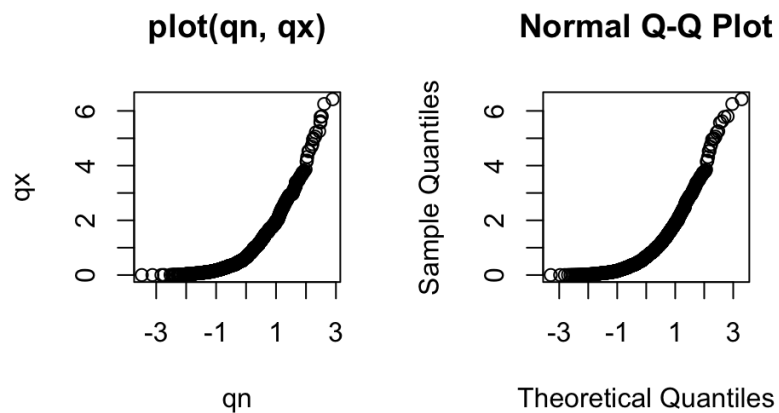 plot(qn, qx)
qx
6
4
2
0
-3 -1 1 3
qn
Normal Q-Q Plot
Sample Quantiles
6
4
2
0
-3 -1 1 3
Theoretical Quantiles